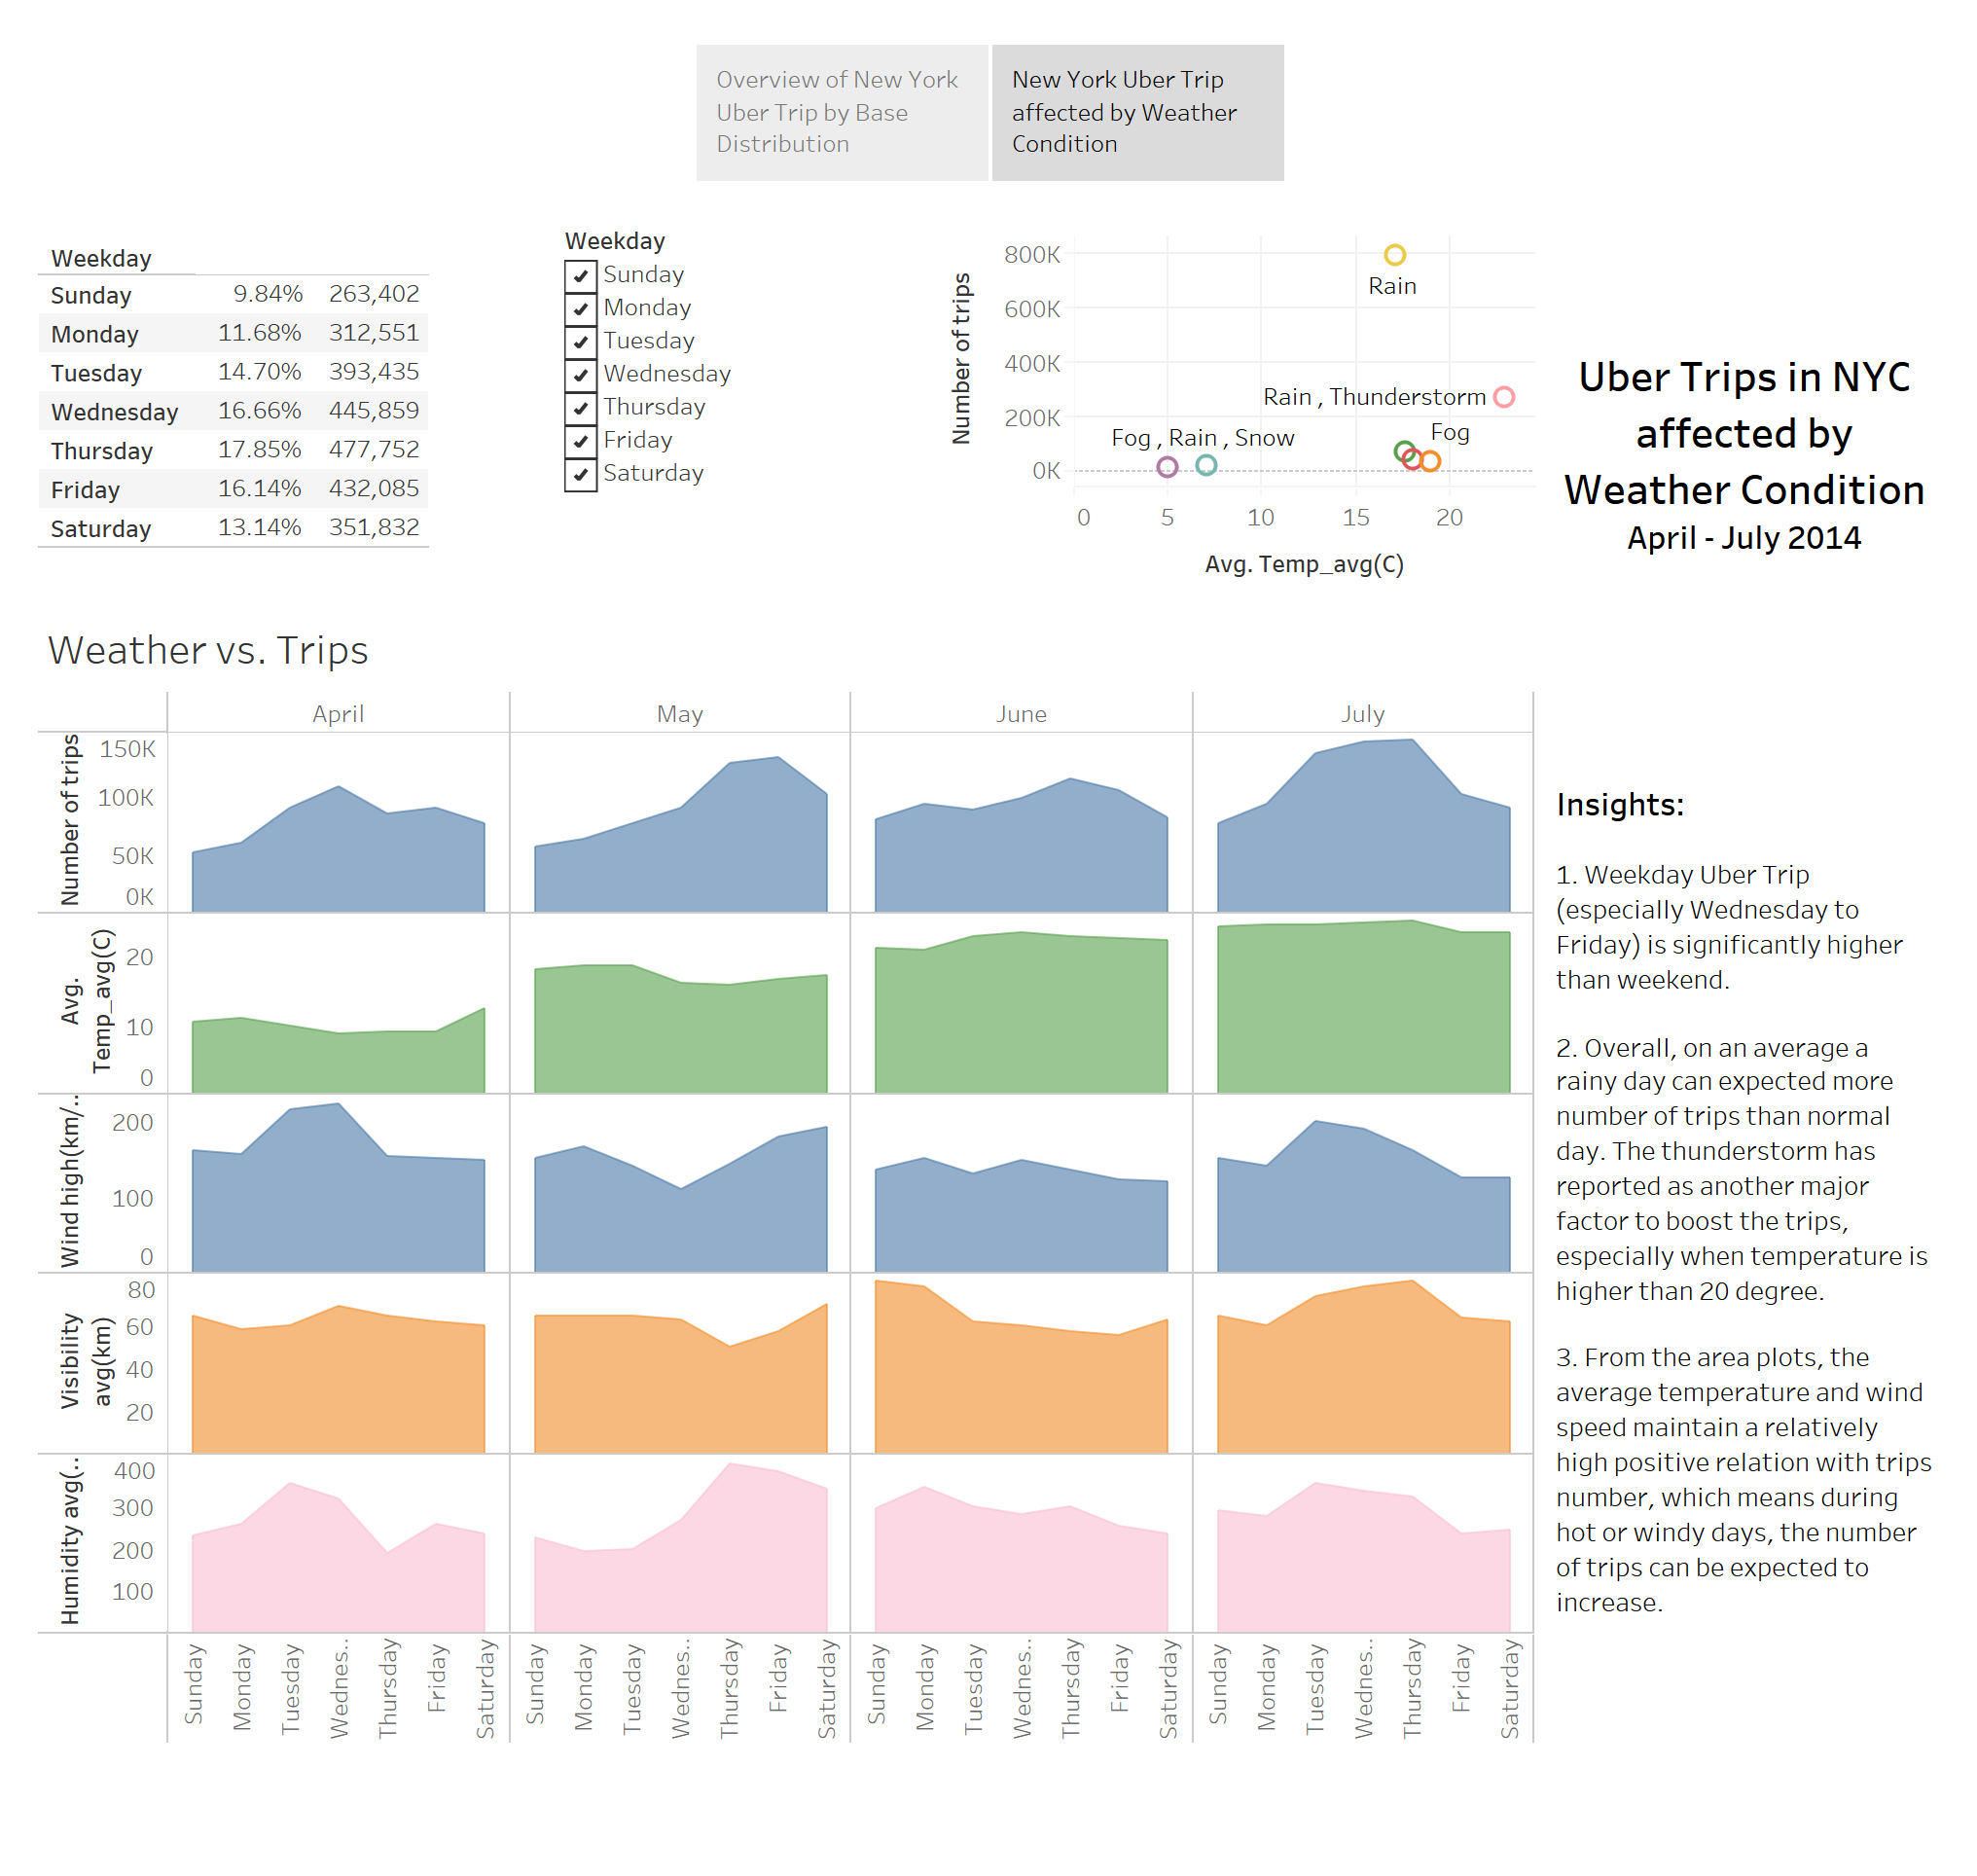 Overview of New York
Uber Trip by Base
Distribution
New York Uber Trip
affected by Weather
Condition
Weekday
Sunday 9.84% 263,402
Monday 11.68% 312,551
Tuesday 14.70% 393,435
Wednesday 16.66% 445,859
Thursday 17.85% 477,752
Friday 16.14% 432,085
Saturday 13.14% 351,832
Weekday
Sunday
Monday
Tuesday
Wednesday
Thursday
Friday
Saturday
Number of trips
800K
600K
400K
200K
0K
Rain
Rain , Thunderstorm
Fog
Fog , Rain , Snow
0 5 10 15 20
Avg. Temp_avg(C)
Uber Trips in NYC
affected by
Weather Condition
April - July 2014
Weather vs. Trips
April May June July
Number of trips
150K
100K
50K
0K
Avg.
Temp_avg(C)
20
10
0
Wind high(km/..
200
100
0
Visibility
avg(km)
80
60
40
20
Humidity avg(..
400
300
200
100
Sunday Monday Tuesday Wednes.. Thursday Friday Saturday Sunday Monday Tuesday Wednes.. Thursday Friday Saturday Sunday Monday Tuesday Wednes.. Thursday Friday Saturday Sunday Monday Tuesday Wednes.. Thursday Friday Saturday
Insights:
1. Weekday Uber Trip
(especially Wednesday to
Friday) is significantly higher
than weekend.
2. Overall, on an average a
rainy day can expected more
number of trips than normal
day. The thunderstorm has
reported as another major
factor to boost the trips,
especially when temperature is
higher than 20 degree.
3. From the area plots, the
average temperature and wind
speed maintain a relatively
high positive relation with trips
number, which means during
hot or windy days, the number
of trips can be expected to
increase.